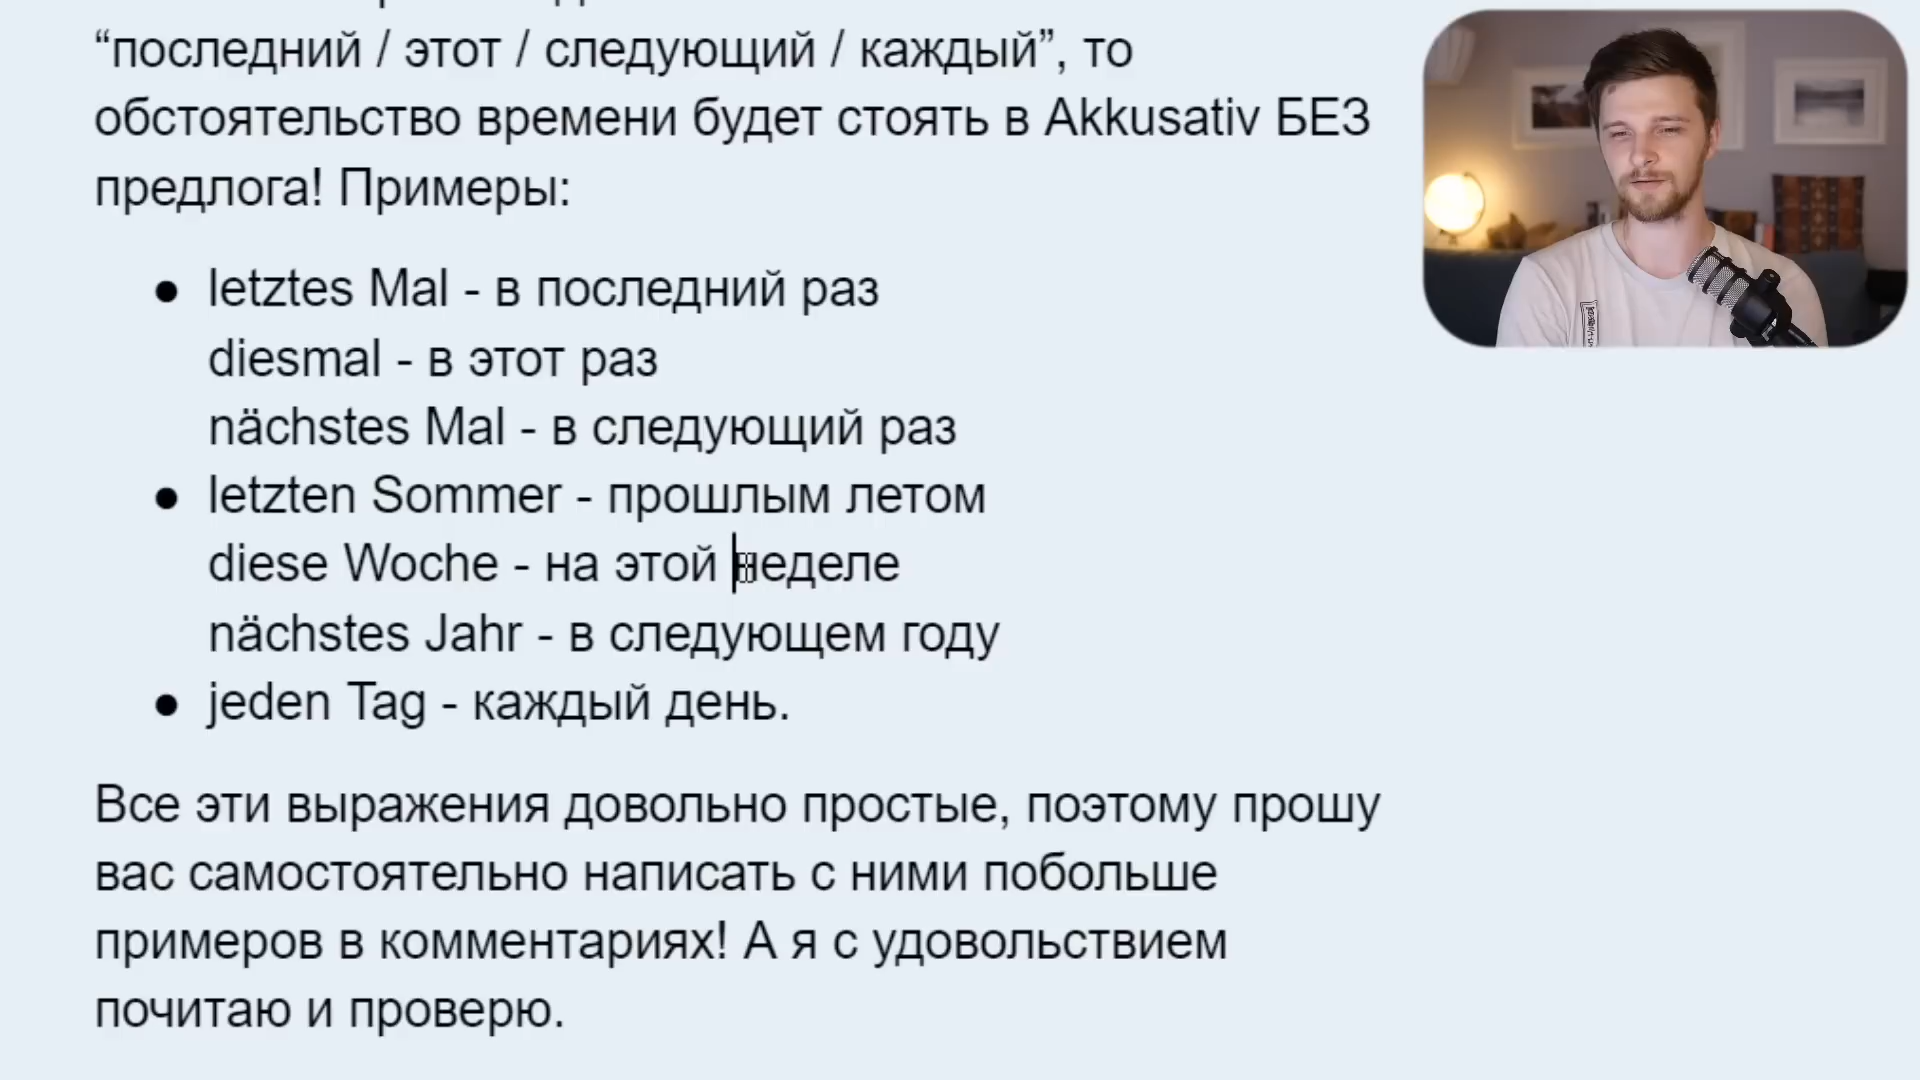 “последний / этот / следующий / каждый”, то
обстоятельство времени будет стоять в Akkusativ БЕЗ
предлога! Примеры:
● letztes Mal - в последний раз
diesmal - в этот раз
nächstes Mal - в следующий раз
● letzten Sommer - прошлым летом
diese Woche - на этой неделе
nächstes Jahr - в следующем году
● jeden Tag - каждый день.
Все эти выражения довольно простые, поэтому прошу
вас самостоятельно написать с ними побольше
примеров в комментариях! А я с удовольствием
почитаю и проверю.